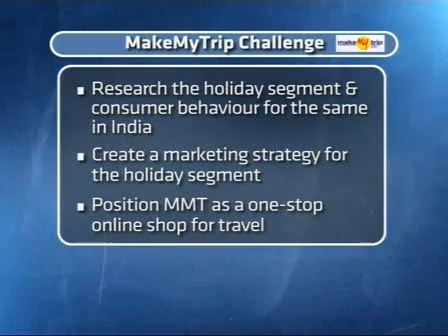 MakeMyTrip Challenge
make my trip
Research the holiday segment &
consumer behaviour for the same
in India
Create a marketing strategy for
the holiday segment
Position MMT as a one-stop
online shop for travel